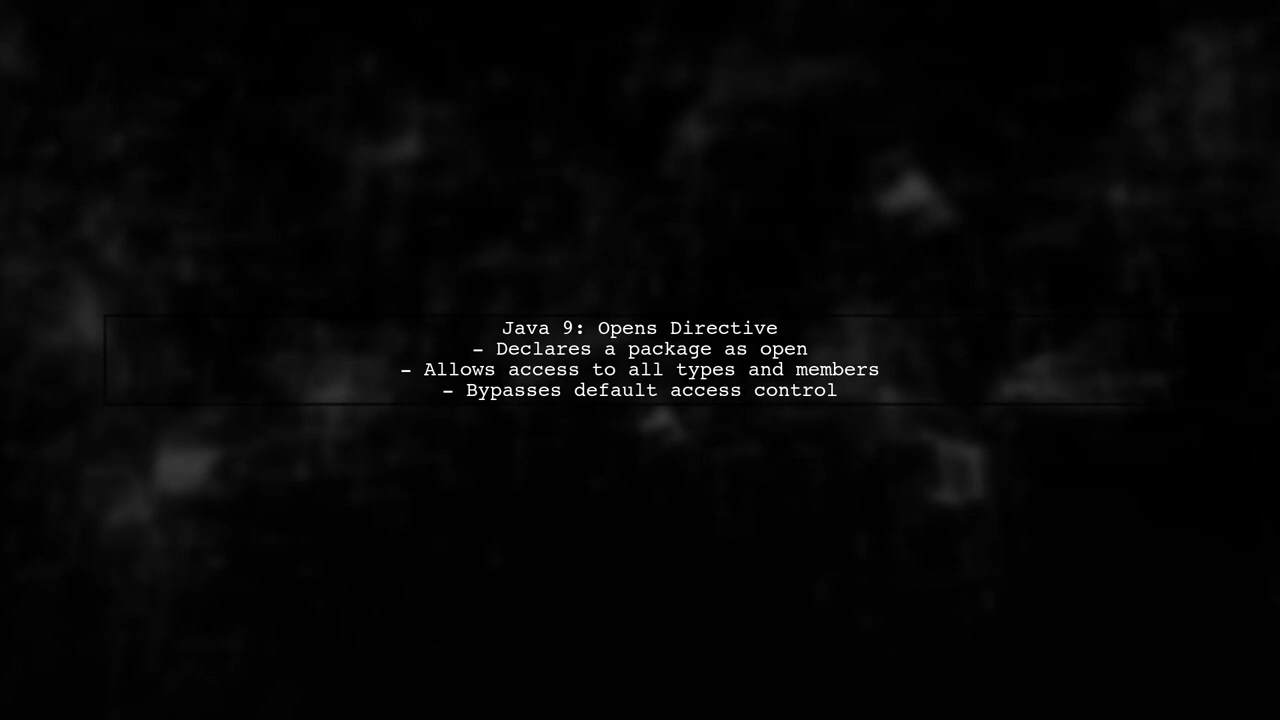 Java 9: Opens Directive
- Declares a package as open
- Allows access to all types and members
- Bypasses default access control